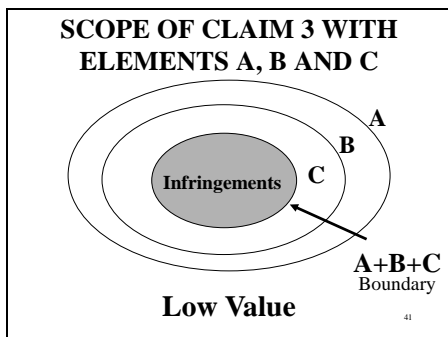 SCOPE OF CLAIM 3 WITH
ELEMENTS A, B AND C
A
B
C
Infringements
A+B+C
Boundary
Low Value
41